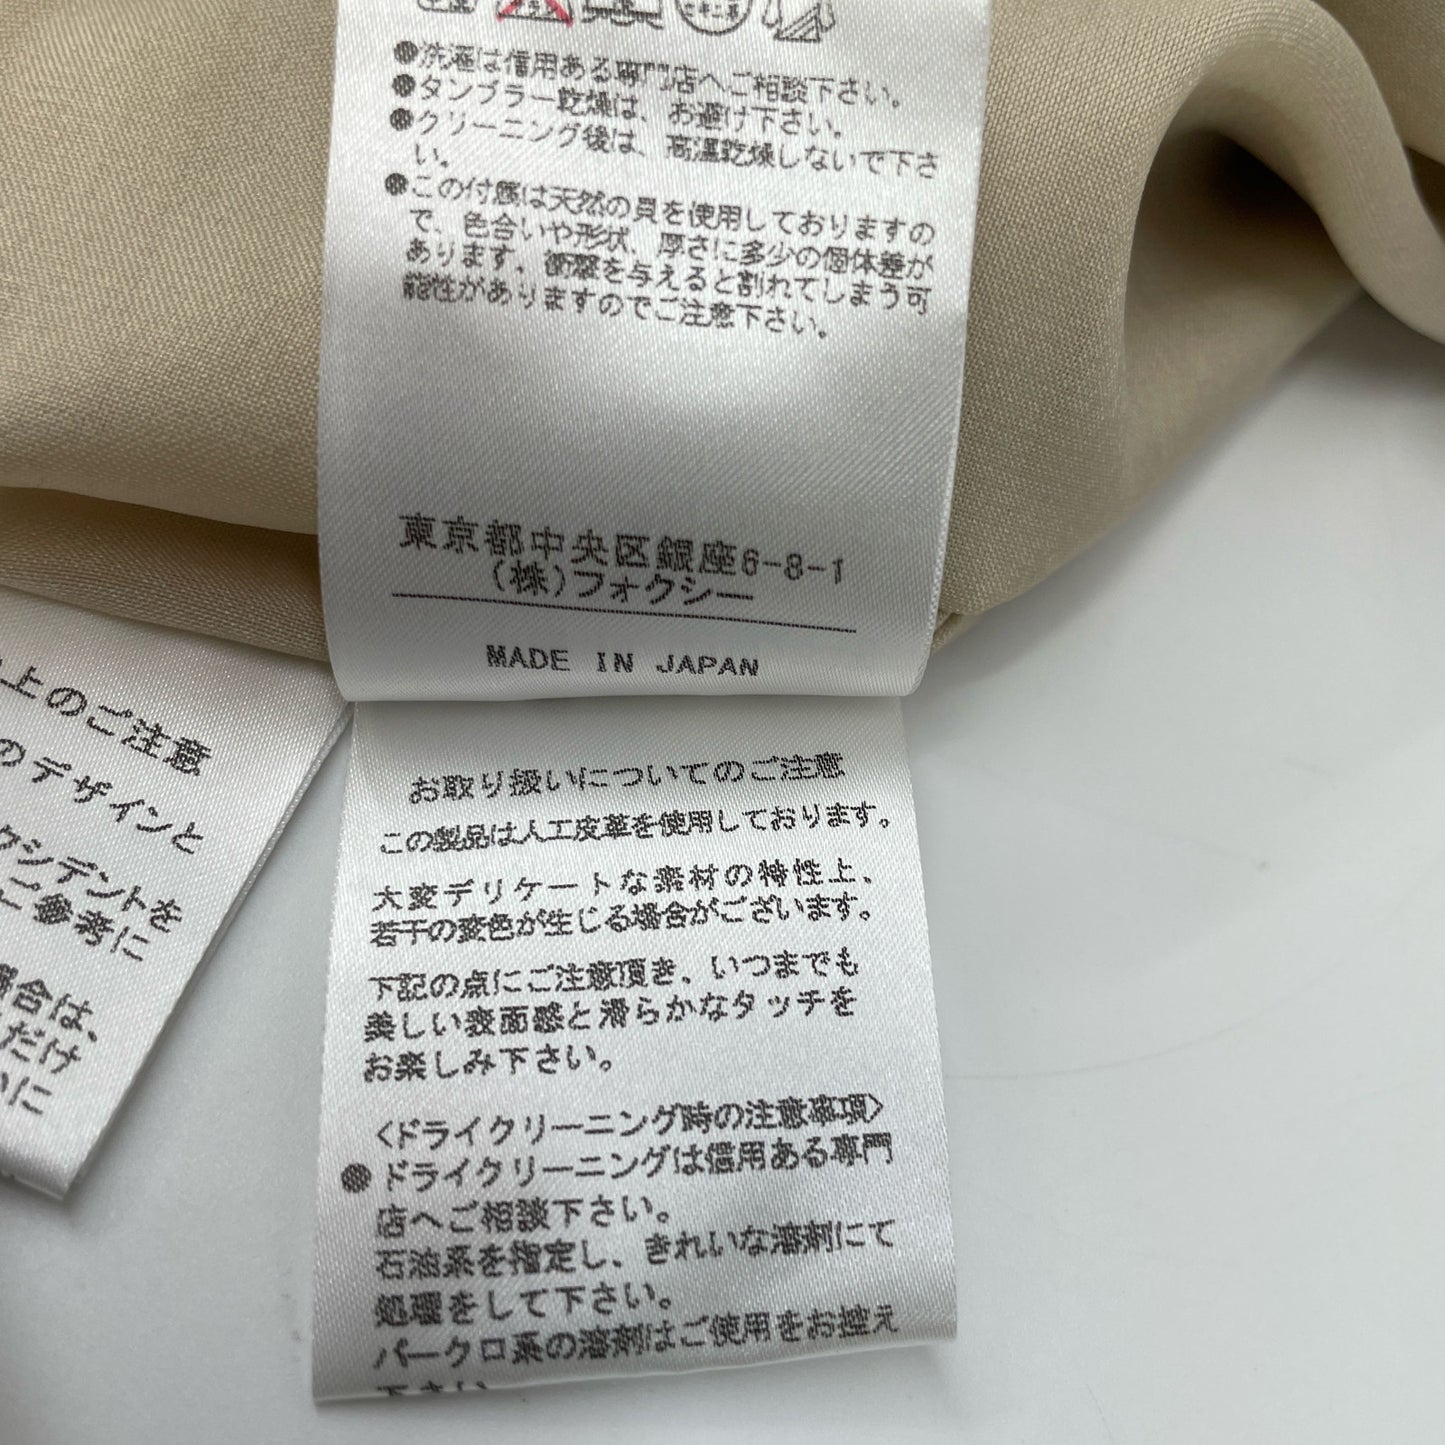 ●洗濯は信用ある専門店へご相談下さい。
●タンブラー乾燥は、お避け下さい。
●クリーニング後は、高温乾燥しないで下さ
い。
●この付属は天然の貝を使用しておりますの
で、色合いや形状、厚さに多少の個体差が
あります、衝撃を与えると割れてしまう可
能性がありますのでご注意下さい。
東京都中央区銀座6-8-1
(株)フォクシー
MADE IN JAPAN
上のご注意
のデザインと
クシデントを
ご参考に
場合は、
だけ
に
お取り扱いについてのご注意
この製品は人工皮革を使用しております。
大変デリケートな素材の特性上、
若干の変色が生じる場合がございます。
下記の点にご注意頂き、いつまでも
美しい表面感と滑らかなタッチを
お楽しみ下さい。
<ドライクリーニング時の注意事項>
●ドライクリーニングは信用ある専門
店へご相談下さい。
石油系を指定し、きれいな溶剤にて
処理をして下さい。
パークロ系の溶剤はご使用をお控え
下さい